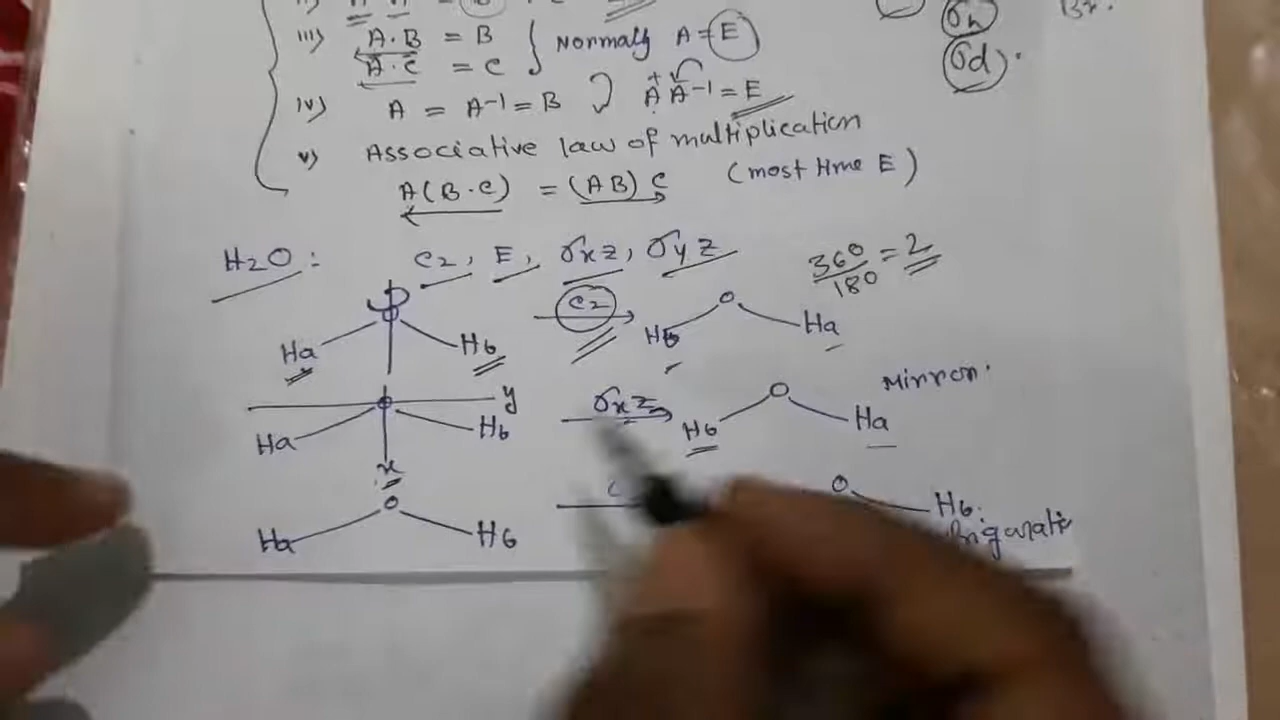 iii) A·B = B } Normally A = E
A·C = C
iv) A = A-1 = B A A-1 = E
v) Associative law of multiplication
A(B·C) = (AB) C (most time E)
σh
σd
H2O : C2, E, σxz, σyz 360/180 = 2
Ha Hb C2 Hb O Ha
y Ha Hb x σxz Hb O Ha Mirror.
Ha O Hb O Hb.